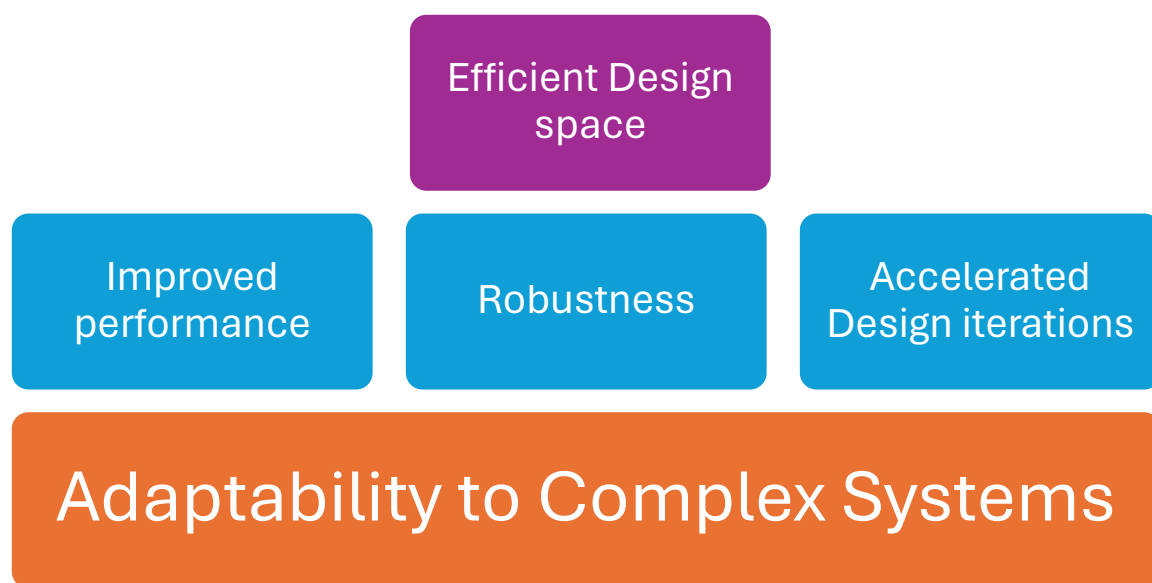 Efficient Design
space
Improved
performance
Robustness
Accelerated
Design iterations
Adaptability to Complex Systems